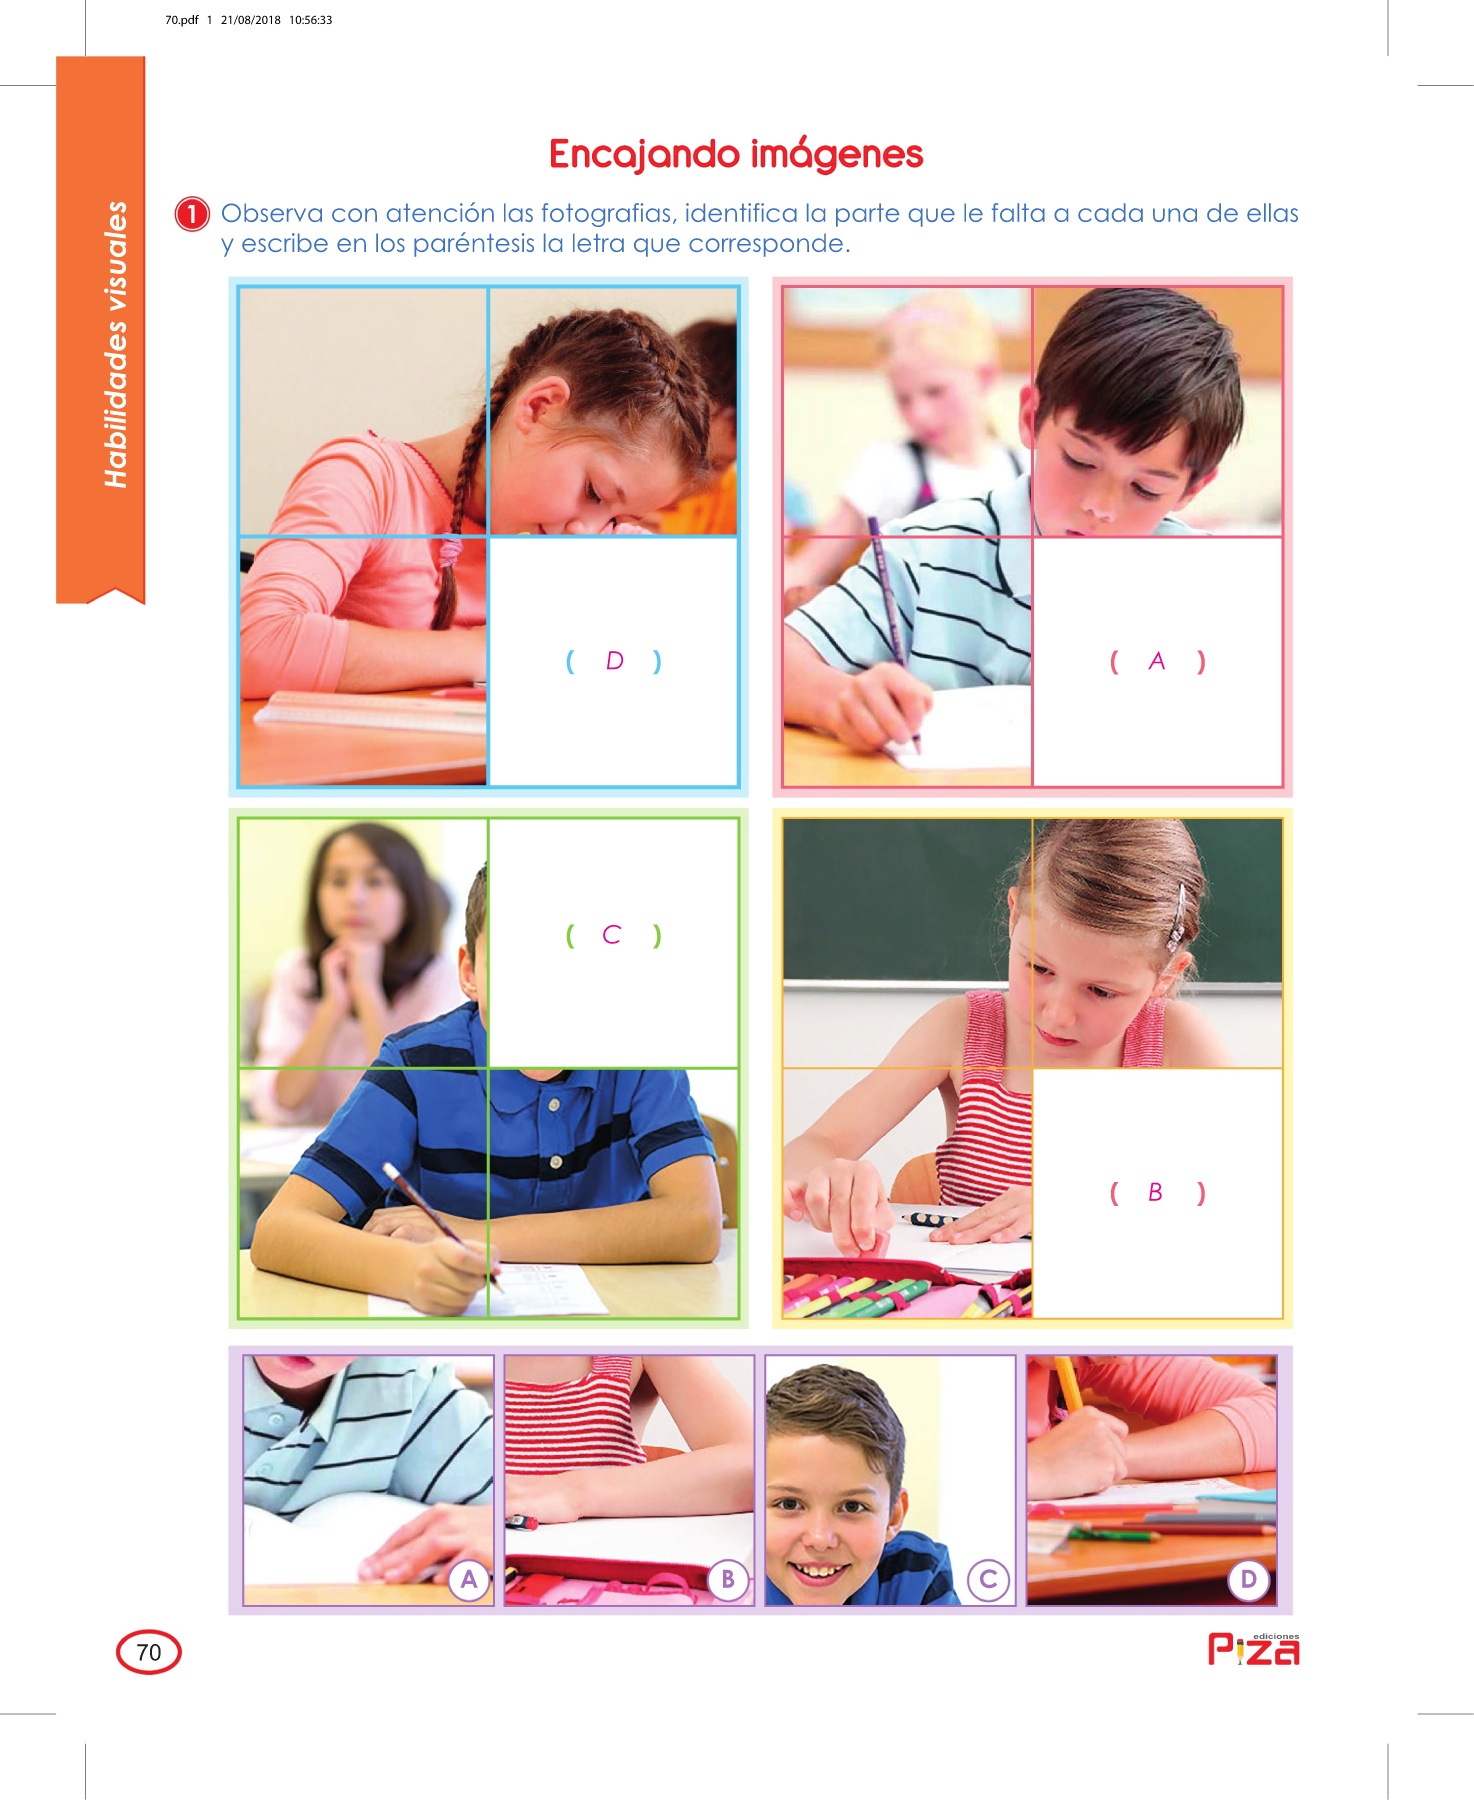 70.pdf 1 21/08/2018 10:56:33
Habilidades visuales
Encajando imágenes
1 Observa con atención las fotografias, identifica la parte que le falta a cada una de ellas
y escribe en los paréntesis la letra que corresponde.
( D )
( A )
( C )
( B )
A
B
C
D
70
ediciones
Piza